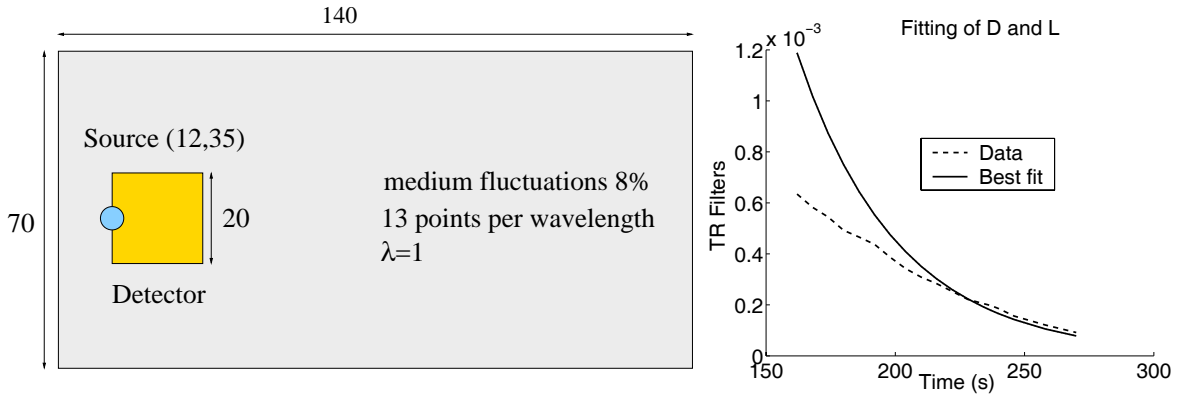 140
Source (12,35)
70
20
Detector
medium fluctuations 8%
13 points per wavelength
λ=1
Fitting of D and L
x 10⁻³
1.2
1
0.8
0.6
0.4
0.2
0
TR Filters
Data
Best fit
150
200
250
300
Time (s)